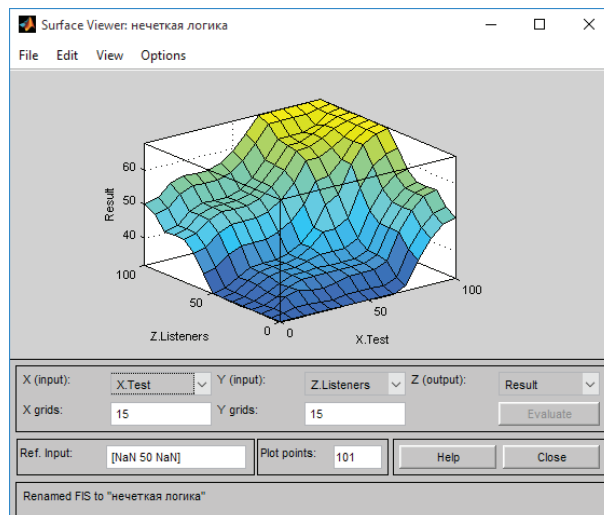 Surface Viewer: нечеткая логика
File Edit View Options
60
50
40
Result
100
50
0
Z.Listeners
0
50
100
X.Test
X (input): X.Test Y (input): Z.Listeners Z (output): Result
X grids: 15 Y grids: 15 Evaluate
Ref. Input: [NaN 50 NaN] Plot points: 101 Help Close
Renamed FIS to "нечеткая логика"